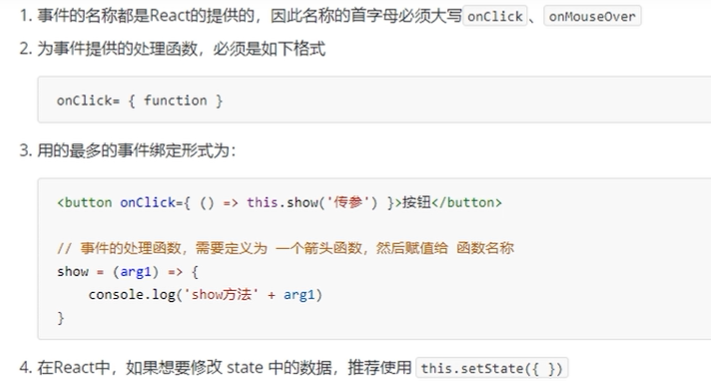 1. 事件的名称都是React的提供的，因此名称的首字母必须大写 onClick 、 onMouseOver
2. 为事件提供的处理函数，必须是如下格式
onClick= { function }
3. 用的最多的事件绑定形式为：
<button onClick={ () => this.show('传参') }>按钮</button>
// 事件的处理函数，需要定义为 一个箭头函数，然后赋值给 函数名称
show = (arg1) => {
    console.log('show方法' + arg1)
}
4. 在React中，如果想要修改 state 中的数据，推荐使用 this.setState({ })